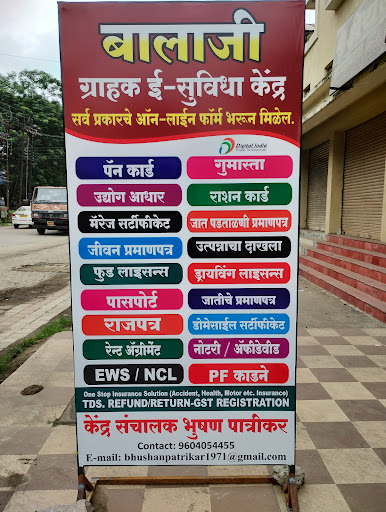 बालाजी
ग्राहक ई-सुविधा केंद्र
सर्व प्रकारचे ऑन-लाईन फॉर्म भरून मिळेल.
Digital India
पॅन कार्ड गुमास्ता
उद्योग आधार राशन कार्ड
मॅरेज सर्टीफीकेट जात पडताळणी प्रमाणपत्र
जीवन प्रमाणपत्र उत्पन्नाचा दाखला
फुड लाइसन्स ड्रायविंग लाइसन्स
पासपोर्ट जातीचे प्रमाणपत्र
राजपत्र डोमेसाईल सर्टीफीकेट
रेन्ट अ‍ॅग्रीमेंट नोटरी / अ‍ॅफीडेवीड
EWS / NCL PF काडने
One Stop Insurance Solution (Accident, Health, Motor etc. Insurance)
TDS. REFUND/RETURN-GST REGISTRATION
केंद्र संचालक भुषण पात्रीकर
Contact: 9604054455
E-mail: bhushanpatrikar1971@gmail.com